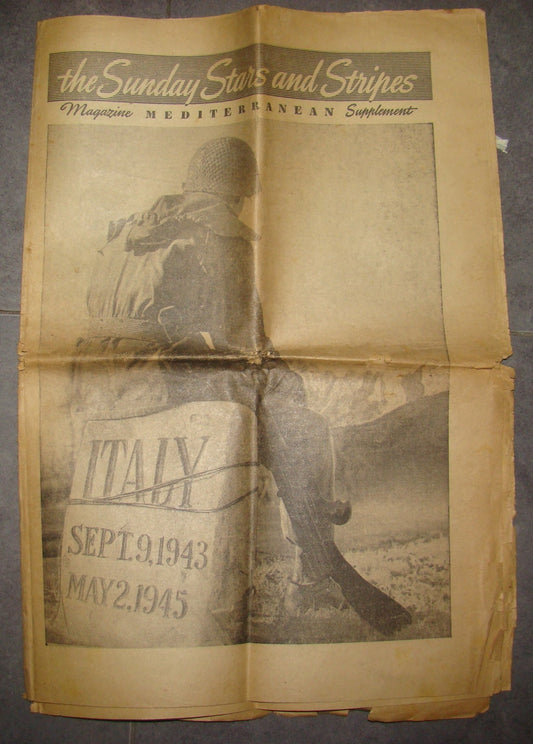 the Sunday Stars and Stripes
Magazine MEDITERRANEAN Supplement
ITALY
SEPT.9,1943
MAY 2,1945